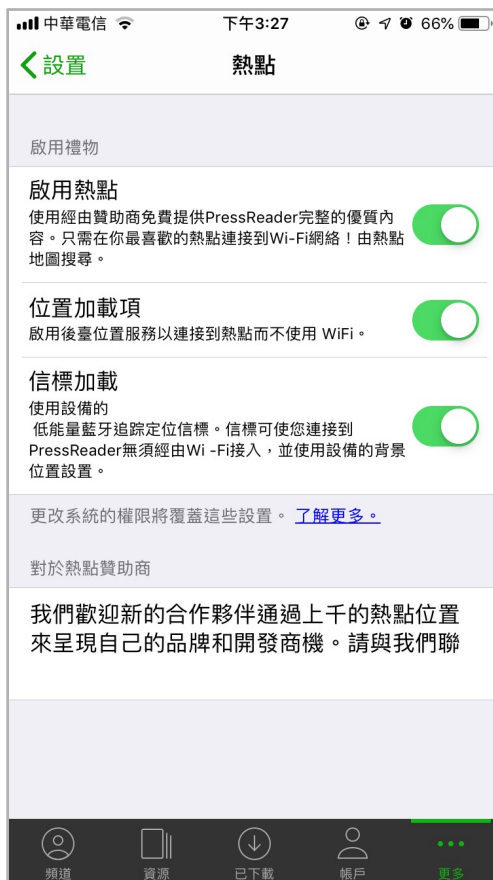 中華電信 下午3:27 66%
設置 熱點
啟用禮物
啟用熱點
使用經由贊助商免費提供PressReader完整的優質內
容。只需在你最喜歡的熱點連接到Wi-Fi網絡！由熱點
地圖搜尋。
位置加載項
啟用後臺位置服務以連接到熱點而不使用 WiFi。
信標加載
使用設備的
低能量藍牙追踪定位信標。信標可使您連接到
PressReader無須經由Wi -Fi接入，並使用設備的背景
位置設置。
更改系統的權限將覆蓋這些設置。 了解更多。
對於熱點贊助商
我們歡迎新的合作夥伴通過上千的熱點位置
來呈現自己的品牌和開發商機。請與我們聯
頻道 資源 已下載 帳戶 更多